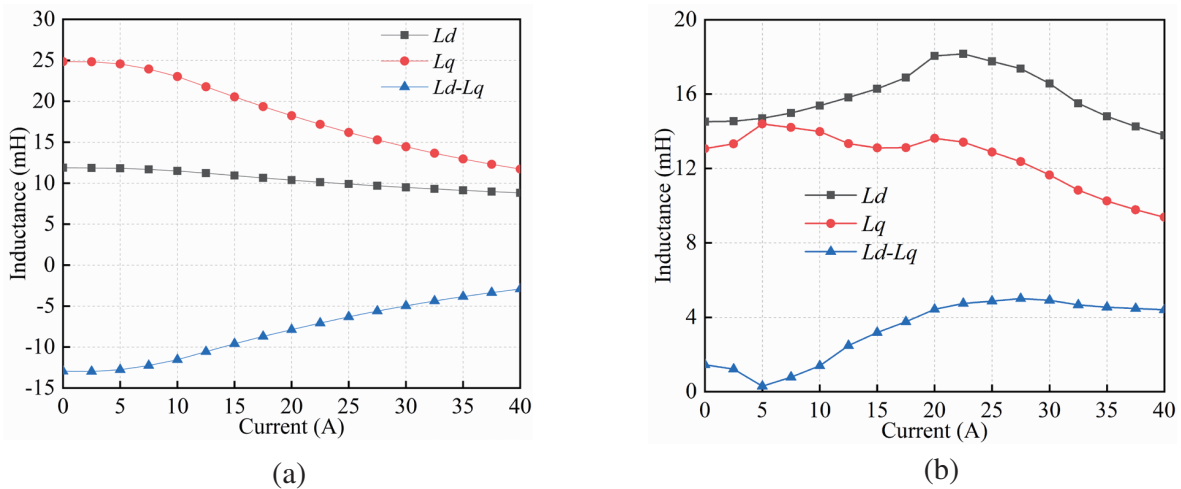 30
25
20
15
10
5
0
-5
-10
-15
Inductance (mH)
Ld
Lq
Ld-Lq
0 5 10 15 20 25 30 35 40
Current (A)
(a)
20
16
12
8
4
0
Inductance (mH)
Ld
Lq
Ld-Lq
0 5 10 15 20 25 30 35 40
Current (A)
(b)